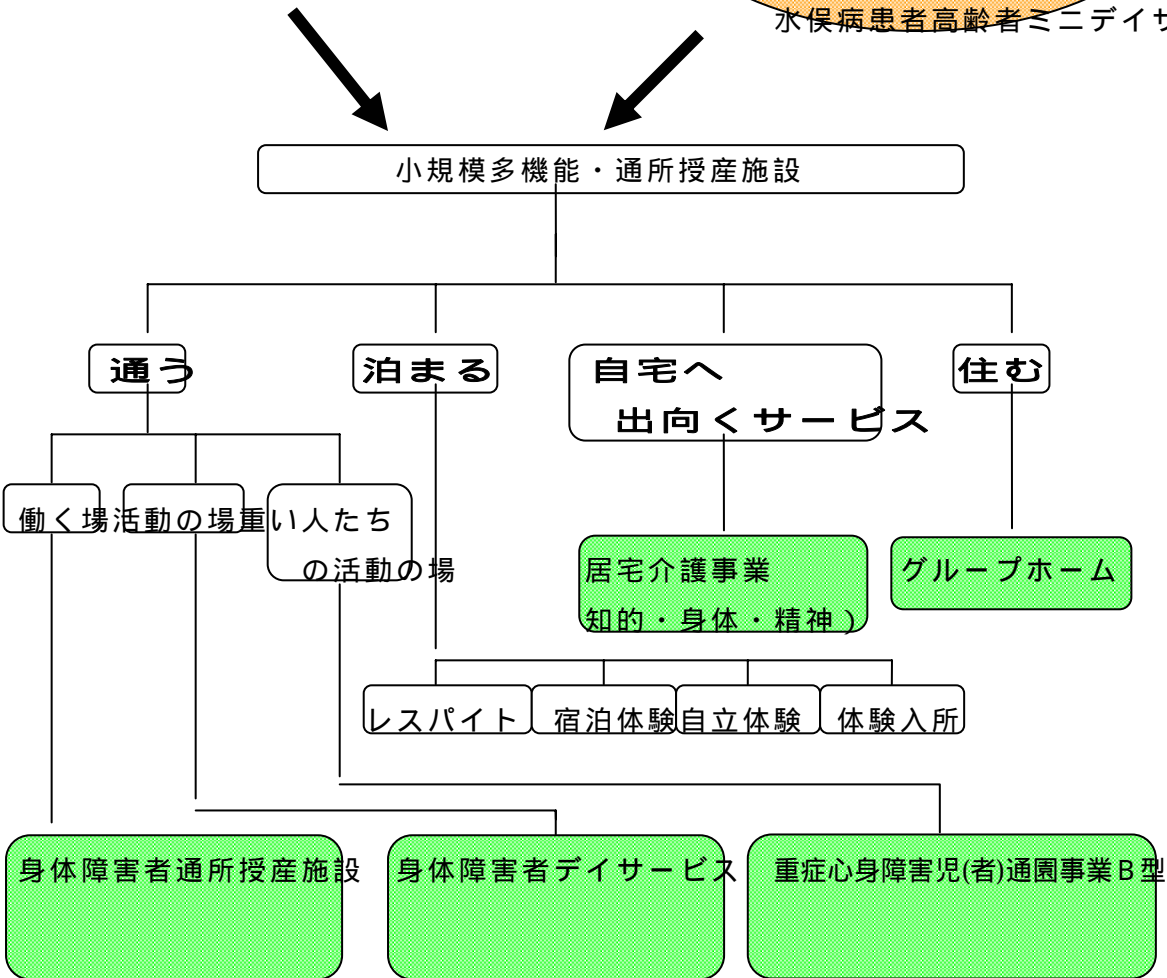 水俣病患者高齢者ミニデイサ
小規模多機能・通所授産施設
通う
泊まる
自宅へ
出向くサービス
住む
働く場
活動の場
重い人たち
の活動の場
居宅介護事業
知的・身体・精神）
グループホーム
レスパイト
宿泊体験
自立体験
体験入所
身体障害者通所授産施設
身体障害者デイサービス
重症心身障害児(者)通園事業Ｂ型